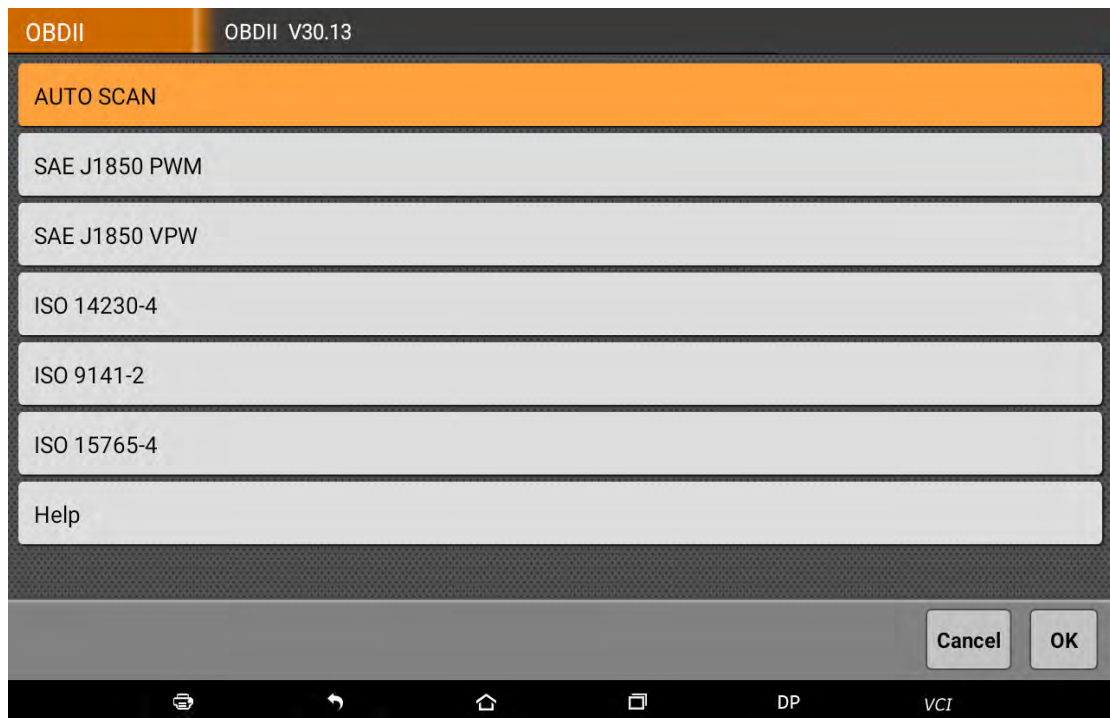 OBDII OBDII V30.13
AUTO SCAN
SAE J1850 PWM
SAE J1850 VPW
ISO 14230-4
ISO 9141-2
ISO 15765-4
Help
Cancel OK
DP VCI